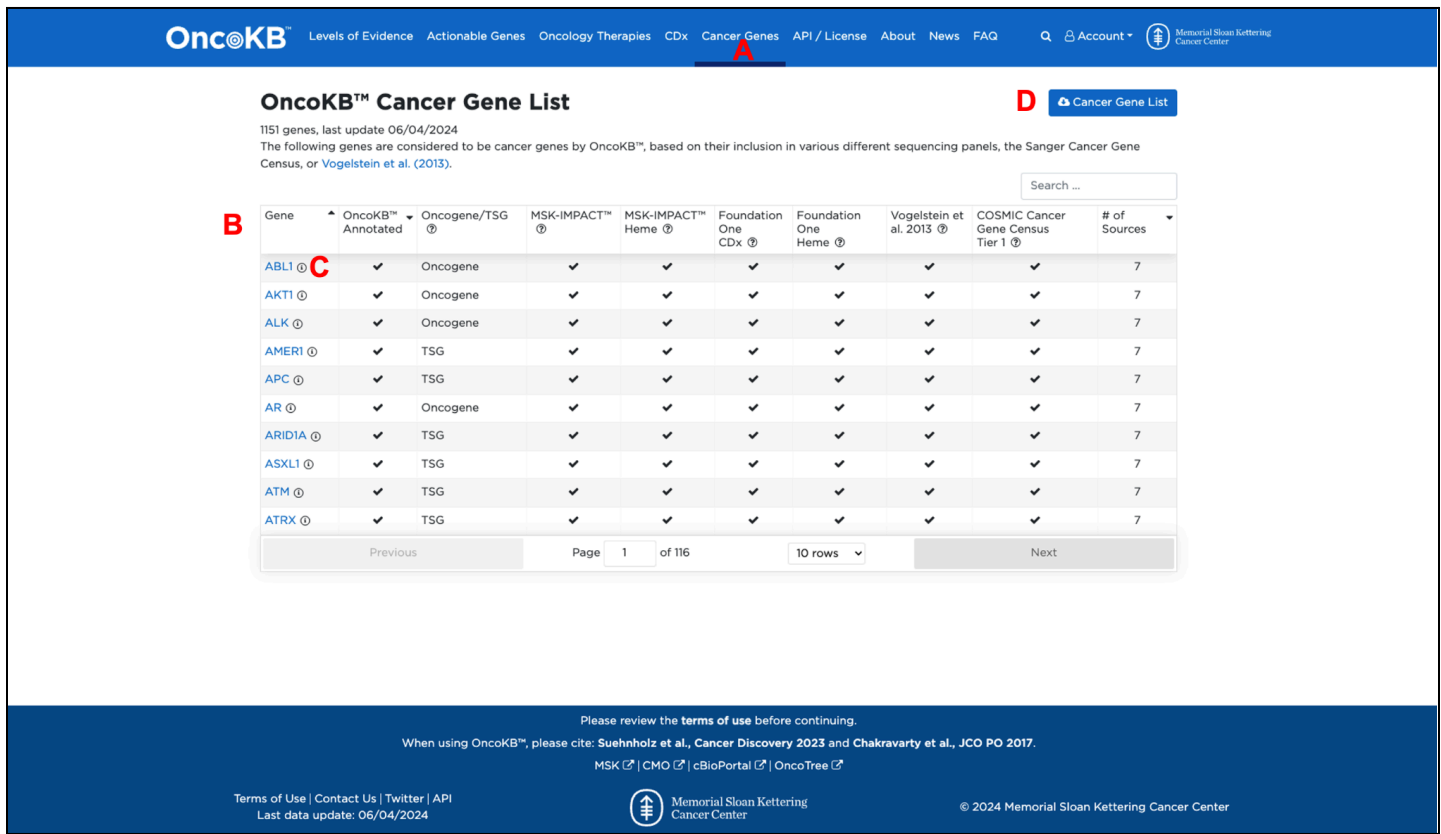 OncoKB™ Levels of Evidence Actionable Genes Oncology Therapies CDx Cancer Genes API / License About News FAQ Account Memorial Sloan Kettering
Cancer Center
A
OncoKB™ Cancer Gene List
D Cancer Gene List
1151 genes, last update 06/04/2024
The following genes are considered to be cancer genes by OncoKB™, based on their inclusion in various different sequencing panels, the Sanger Cancer Gene
Census, or Vogelstein et al. (2013).
Search ...
B
Gene OncoKB™ Oncogene/TSG MSK-IMPACT™ MSK-IMPACT™ Foundation Foundation Vogelstein et COSMIC Cancer # of
Annotated Heme One One al. 2013 Gene Census Sources
CDx Heme Tier 1
ABL1 C ✔ Oncogene ✔ ✔ ✔ ✔ ✔ ✔ 7
AKT1 ✔ Oncogene ✔ ✔ ✔ ✔ ✔ ✔ 7
ALK ✔ Oncogene ✔ ✔ ✔ ✔ ✔ ✔ 7
AMER1 ✔ TSG ✔ ✔ ✔ ✔ ✔ ✔ 7
APC ✔ TSG ✔ ✔ ✔ ✔ ✔ ✔ 7
AR ✔ Oncogene ✔ ✔ ✔ ✔ ✔ ✔ 7
ARID1A ✔ TSG ✔ ✔ ✔ ✔ ✔ ✔ 7
ASXL1 ✔ TSG ✔ ✔ ✔ ✔ ✔ ✔ 7
ATM ✔ TSG ✔ ✔ ✔ ✔ ✔ ✔ 7
ATRX ✔ TSG ✔ ✔ ✔ ✔ ✔ ✔ 7
Previous Page 1 of 116 10 rows Next
Please review the terms of use before continuing.
When using OncoKB™, please cite: Suehnholz et al., Cancer Discovery 2023 and Chakravarty et al., JCO PO 2017.
MSK | CMO | cBioPortal | OncoTree
Terms of Use | Contact Us | Twitter | API
Last data update: 06/04/2024
Memorial Sloan Kettering
Cancer Center
© 2024 Memorial Sloan Kettering Cancer Center